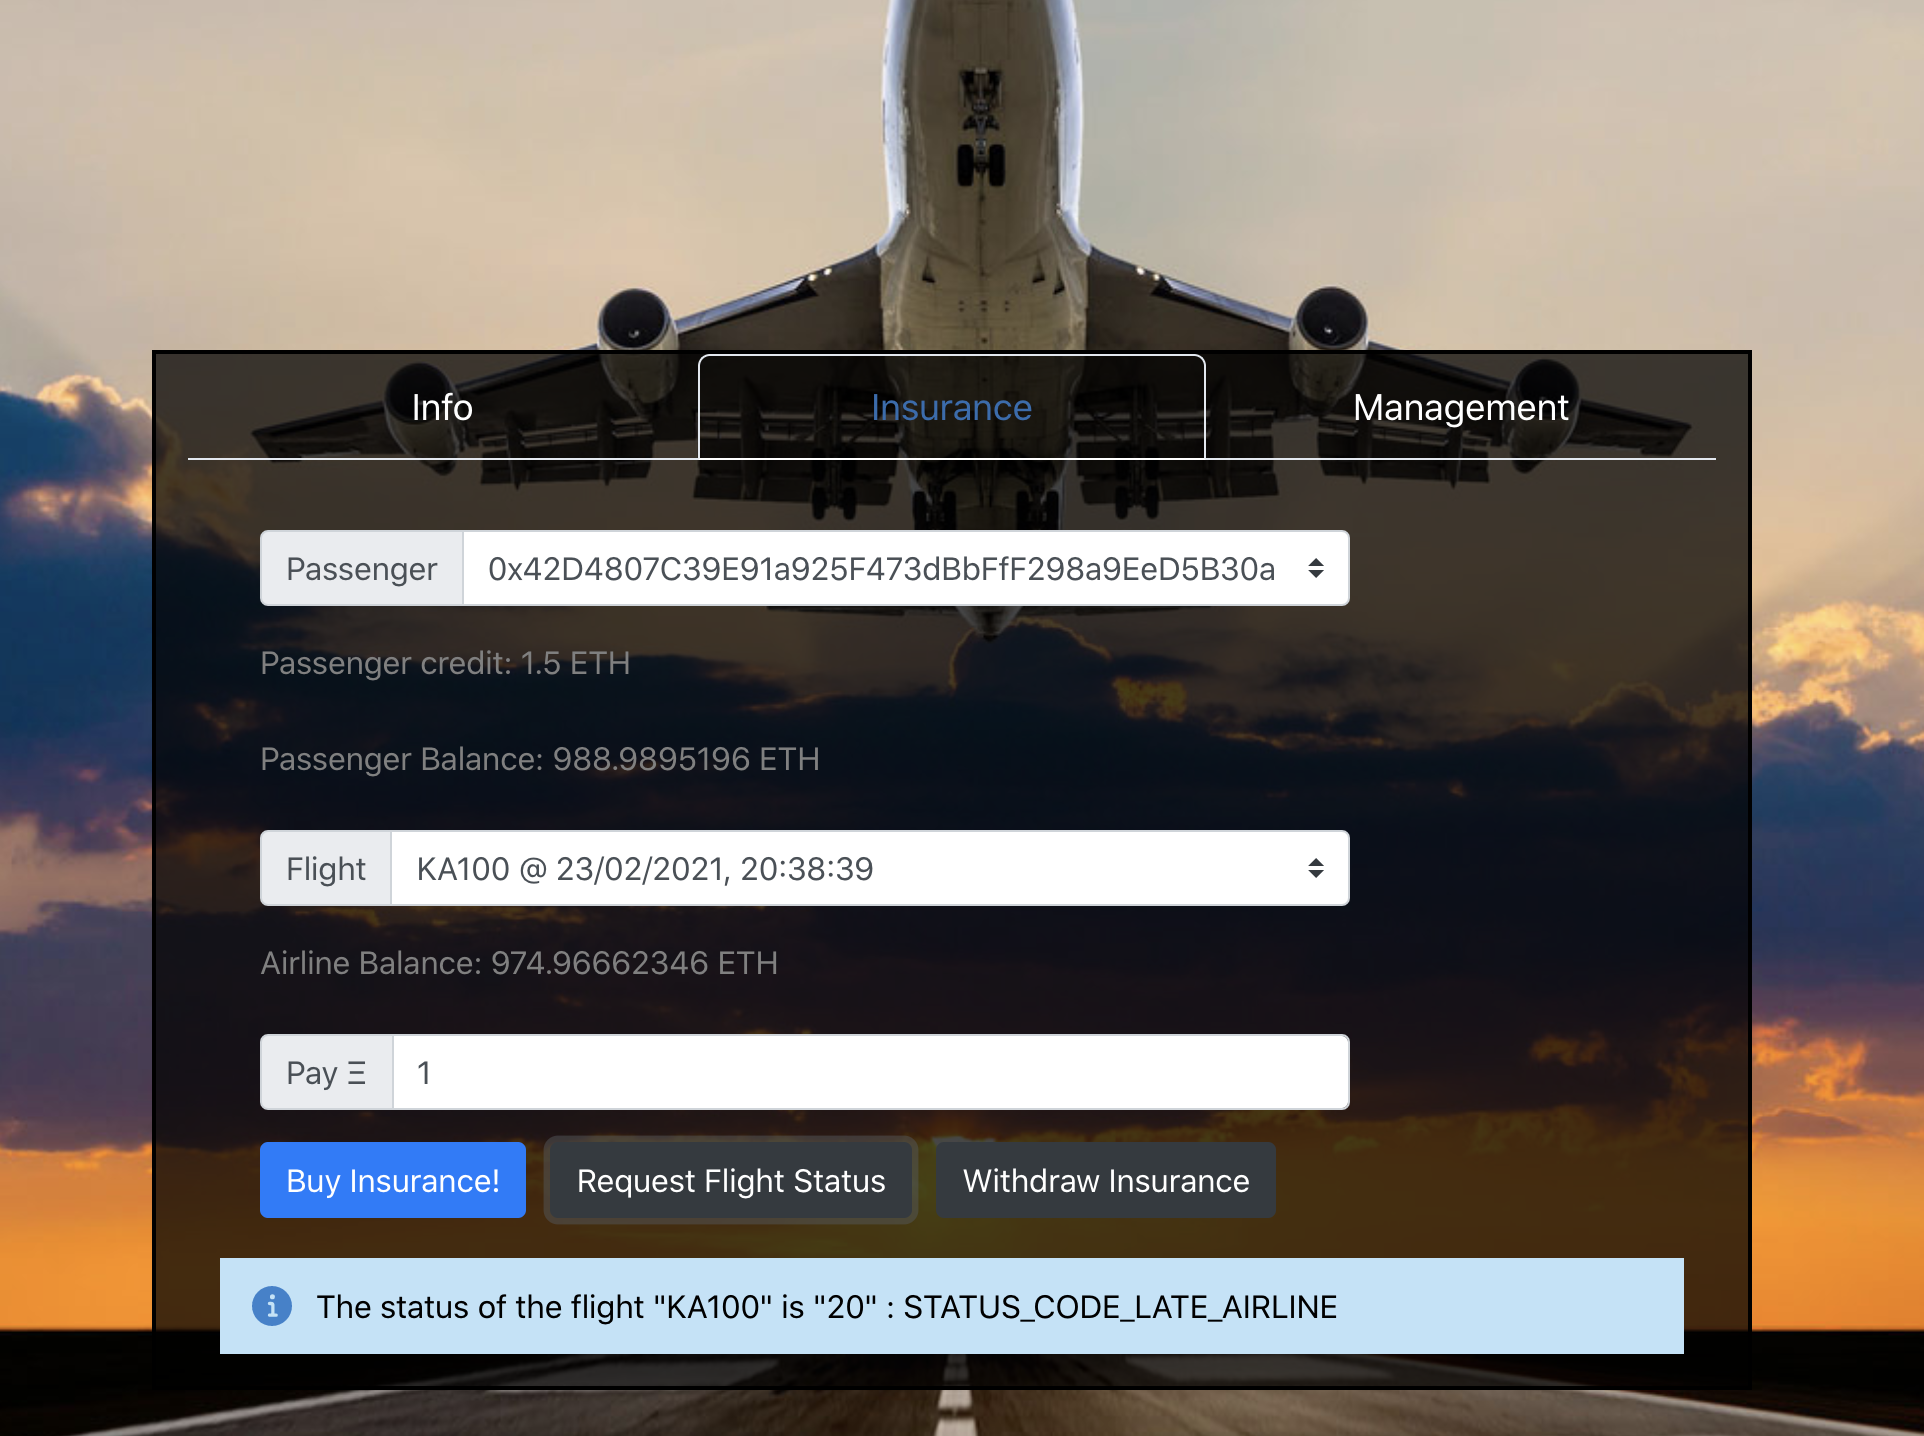 Info
Insurance
Management
Passenger
0x42D4807C39E91a925F473dBbFfF298a9EeD5B30a
Passenger credit: 1.5 ETH
Passenger Balance: 988.9895196 ETH
Flight
KA100 @ 23/02/2021, 20:38:39
Airline Balance: 974.96662346 ETH
Pay Ξ
1
Buy Insurance!
Request Flight Status
Withdraw Insurance
The status of the flight "KA100" is "20" : STATUS_CODE_LATE_AIRLINE